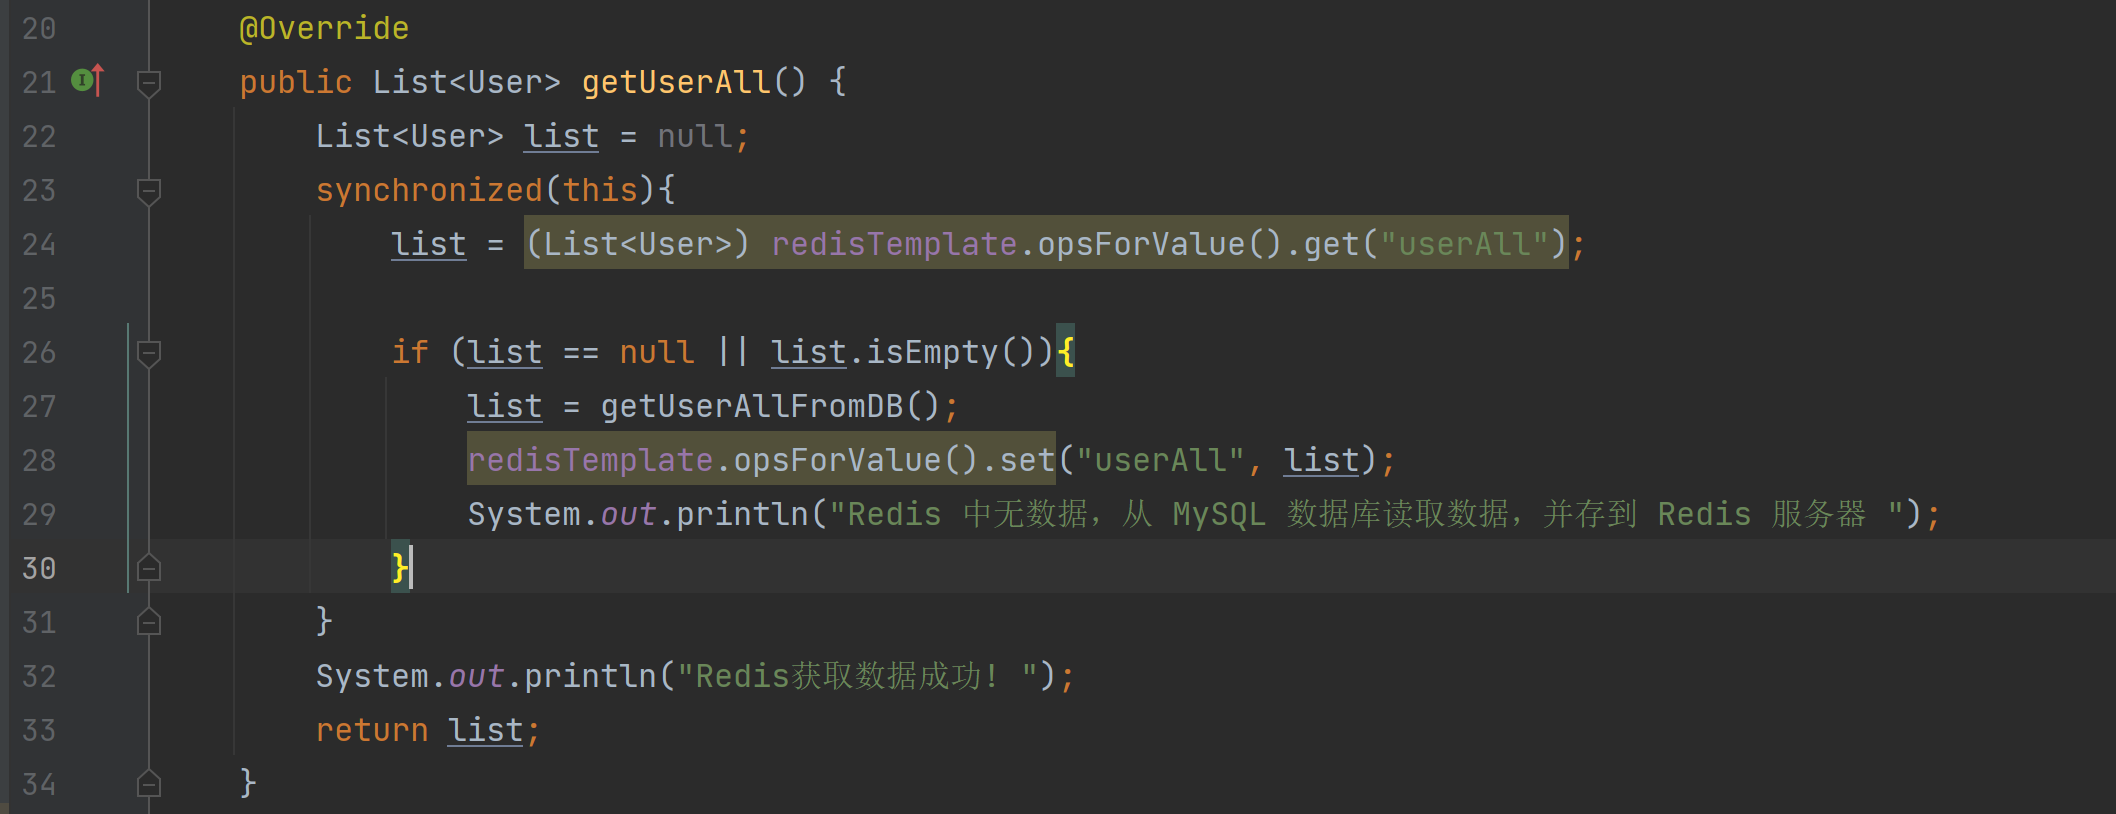 20 @Override
21 public List<User> getUserAll() {
22 List<User> list = null;
23 synchronized(this){
24 list = (List<User>) redisTemplate.opsForValue().get("userAll");
25
26 if (list == null || list.isEmpty()){
27 list = getUserAllFromDB();
28 redisTemplate.opsForValue().set("userAll", list);
29 System.out.println("Redis 中无数据，从 MySQL 数据库读取数据，并存到 Redis 服务器 ");
30 }
31 }
32 System.out.println("Redis获取数据成功！ ");
33 return list;
34 }